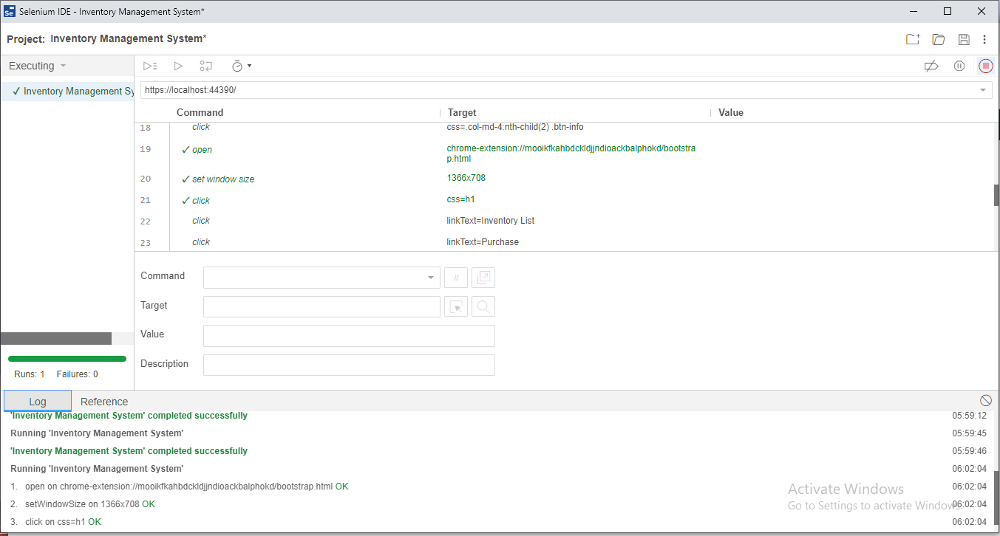 Selenium IDE - Inventory Management System*
Project: Inventory Management System*
Executing
https://localhost:44390/
✓ Inventory Management Sy
Command Target Value
18 click css=.col-md-4:nth-child(2) .btn-info
19 ✓ open chrome-extension://mooikfkahbdckldjjndioackbalphokd/bootstra
p.html
20 ✓ set window size 1366x708
21 ✓ click css=h1
22 click linkText=Inventory List
23 click linkText=Purchase
Command
//
Target
Value
Description
Runs: 1 Failures: 0
Log Reference
'Inventory Management System' completed successfully 05:59:12
Running 'Inventory Management System' 05:59:45
'Inventory Management System' completed successfully 05:59:46
Running 'Inventory Management System' 06:02:04
1. open on chrome-extension://mooikfkahbdckldjjndioackbalphokd/bootstrap.html OK 06:02:04
2. setWindowSize on 1366x708 OK 06:02:04
3. click on css=h1 OK 06:02:04
Activate Windows
Go to Settings to activate Windows.